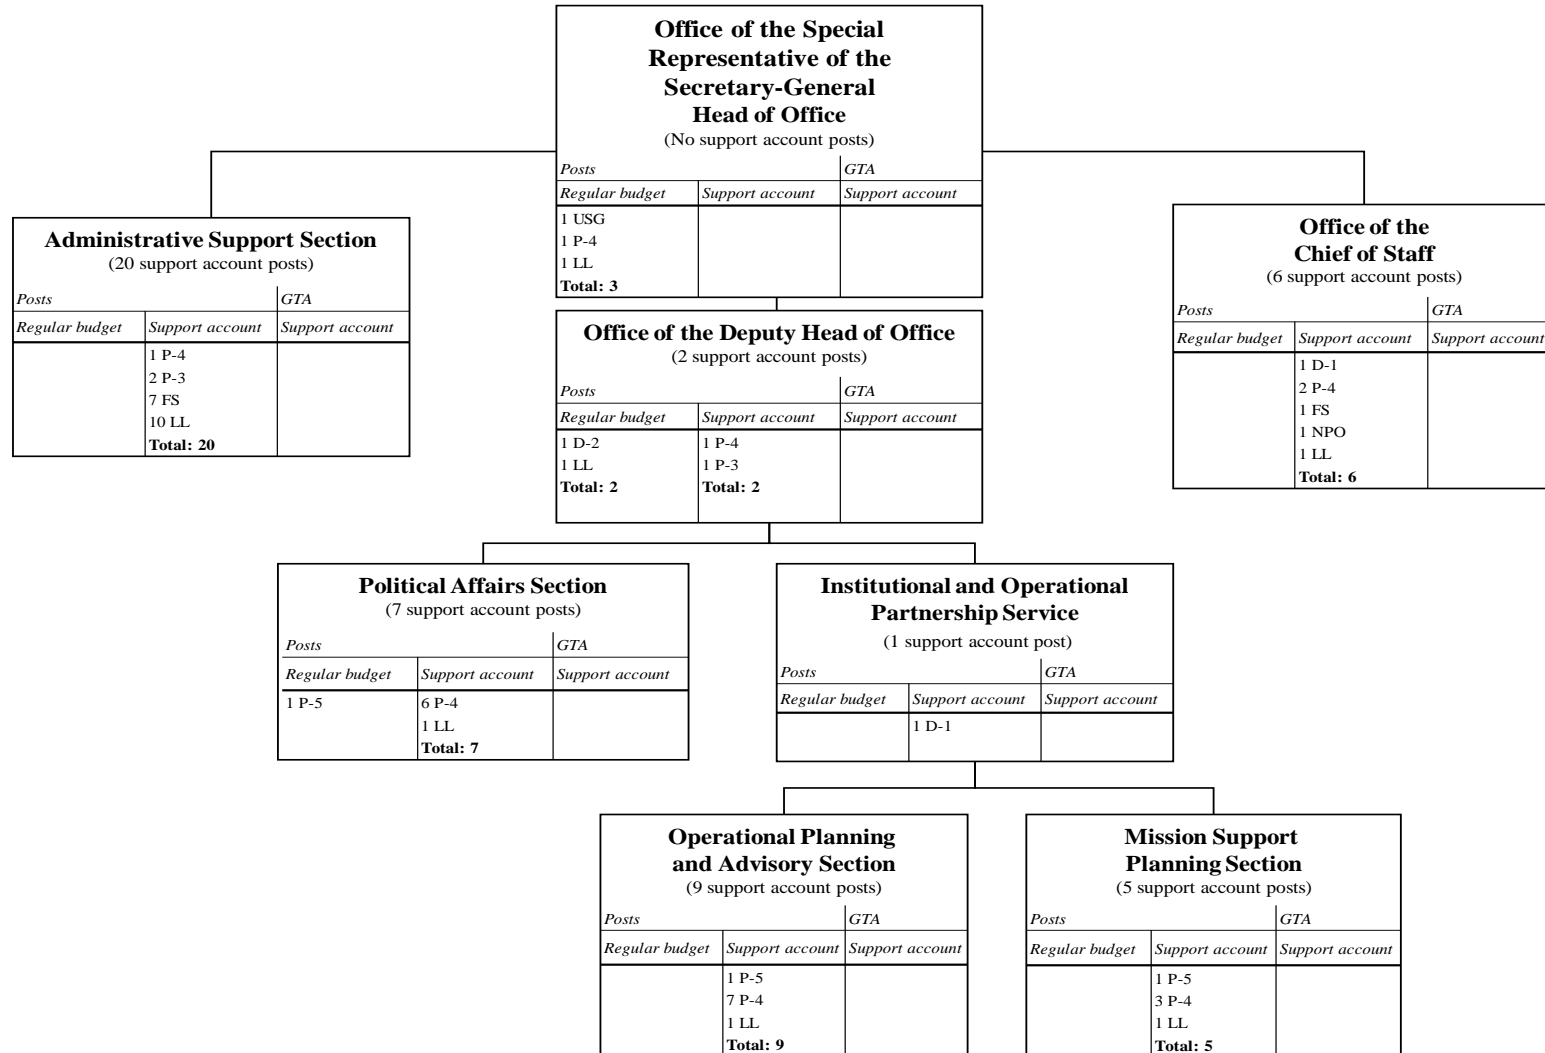 Office of the Special
Representative of the
Secretary-General
Head of Office
(No support account posts)
Posts GTA
Regular budget Support account Support account
1 USG
1 P-4
1 LL
Total: 3
Administrative Support Section
(20 support account posts)
Posts GTA
Regular budget Support account Support account
1 P-4
2 P-3
7 FS
10 LL
Total: 20
Office of the
Chief of Staff
(6 support account posts)
Posts GTA
Regular budget Support account Support account
1 D-1
2 P-4
1 FS
1 NPO
1 LL
Total: 6
Office of the Deputy Head of Office
(2 support account posts)
Posts GTA
Regular budget Support account Support account
1 D-2 1 P-4
1 LL 1 P-3
Total: 2 Total: 2
Political Affairs Section
(7 support account posts)
Posts GTA
Regular budget Support account Support account
1 P-5 6 P-4
1 LL
Total: 7
Institutional and Operational
Partnership Service
(1 support account post)
Posts GTA
Regular budget Support account Support account
1 D-1
Operational Planning
and Advisory Section
(9 support account posts)
Posts GTA
Regular budget Support account Support account
1 P-5
7 P-4
1 LL
Total: 9
Mission Support
Planning Section
(5 support account posts)
Posts GTA
Regular budget Support account Support account
1 P-5
3 P-4
1 LL
Total: 5